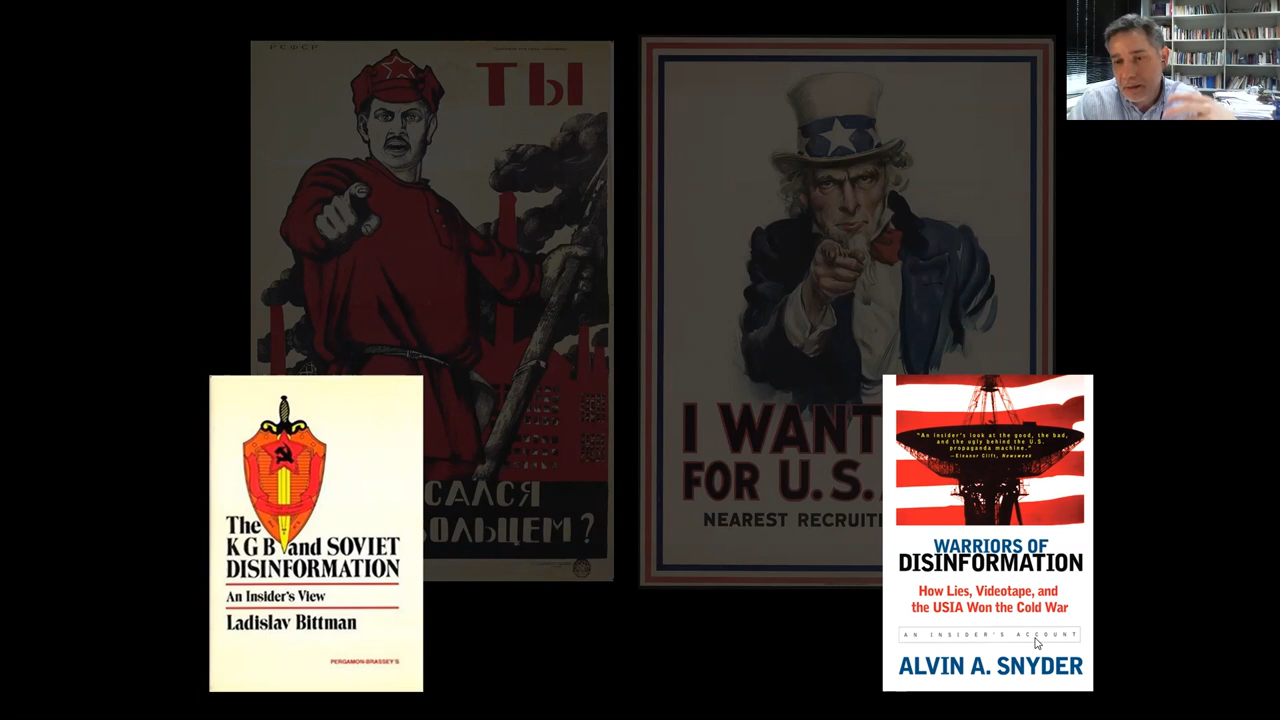 РСФСР
ТЫ
САЛСЯ
ОЛЬЦЕМ?
I WANT
FOR U.S.
NEAREST RECRUITI
The
KGB and SOVIET
DISINFORMATION
An Insider's View
Ladislav Bittman
PERGAMON-BRASSEY'S
"An insider's look at the good, the bad,
and the ugly behind the U.S.
propaganda machine."
—Eleanor Clift, Newsweek
WARRIORS OF
DISINFORMATION
How Lies, Videotape, and
the USIA Won the Cold War
AN INSIDER'S ACCOUNT
ALVIN A. SNYDER